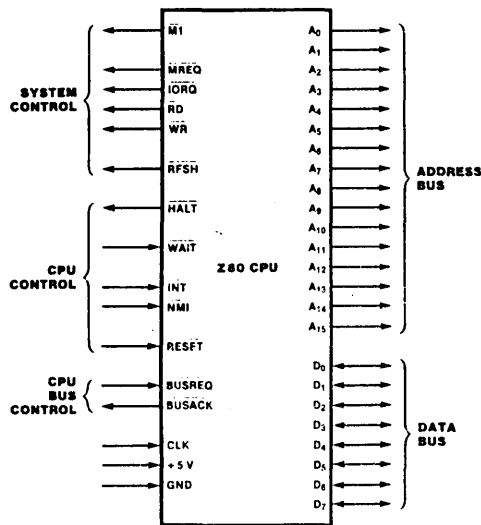 SYSTEM
CONTROL
CPU
CONTROL
CPU
BUS
CONTROL
M1
MREQ
IORQ
RD
WR
RFSH
HALT
WAIT
INT
NMI
RESET
BUSREQ
BUSACK
CLK
+5 V
GND
Z80 CPU
A0
A1
A2
A3
A4
A5
A6
A7
A8
A9
A10
A11
A12
A13
A14
A15
D0
D1
D2
D3
D4
D5
D6
D7
ADDRESS
BUS
DATA
BUS